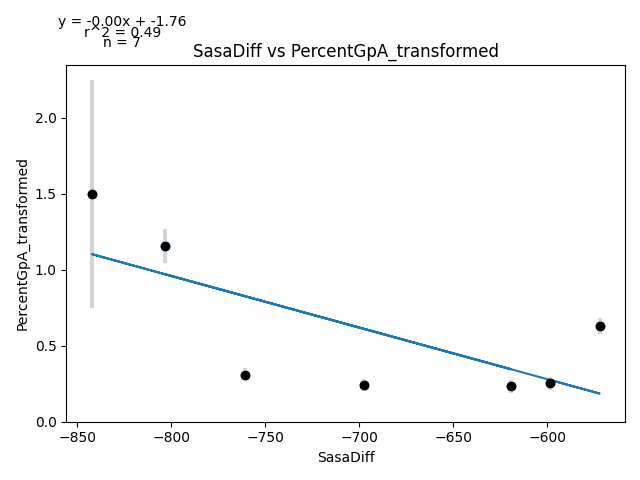 y = -0.00x + -1.76
r^2 = 0.49
n = 7
SasaDiff vs PercentGpA_transformed
PercentGpA_transformed
2.0
1.5
1.0
0.5
0.0
−850
−800
−750
−700
−650
−600
SasaDiff